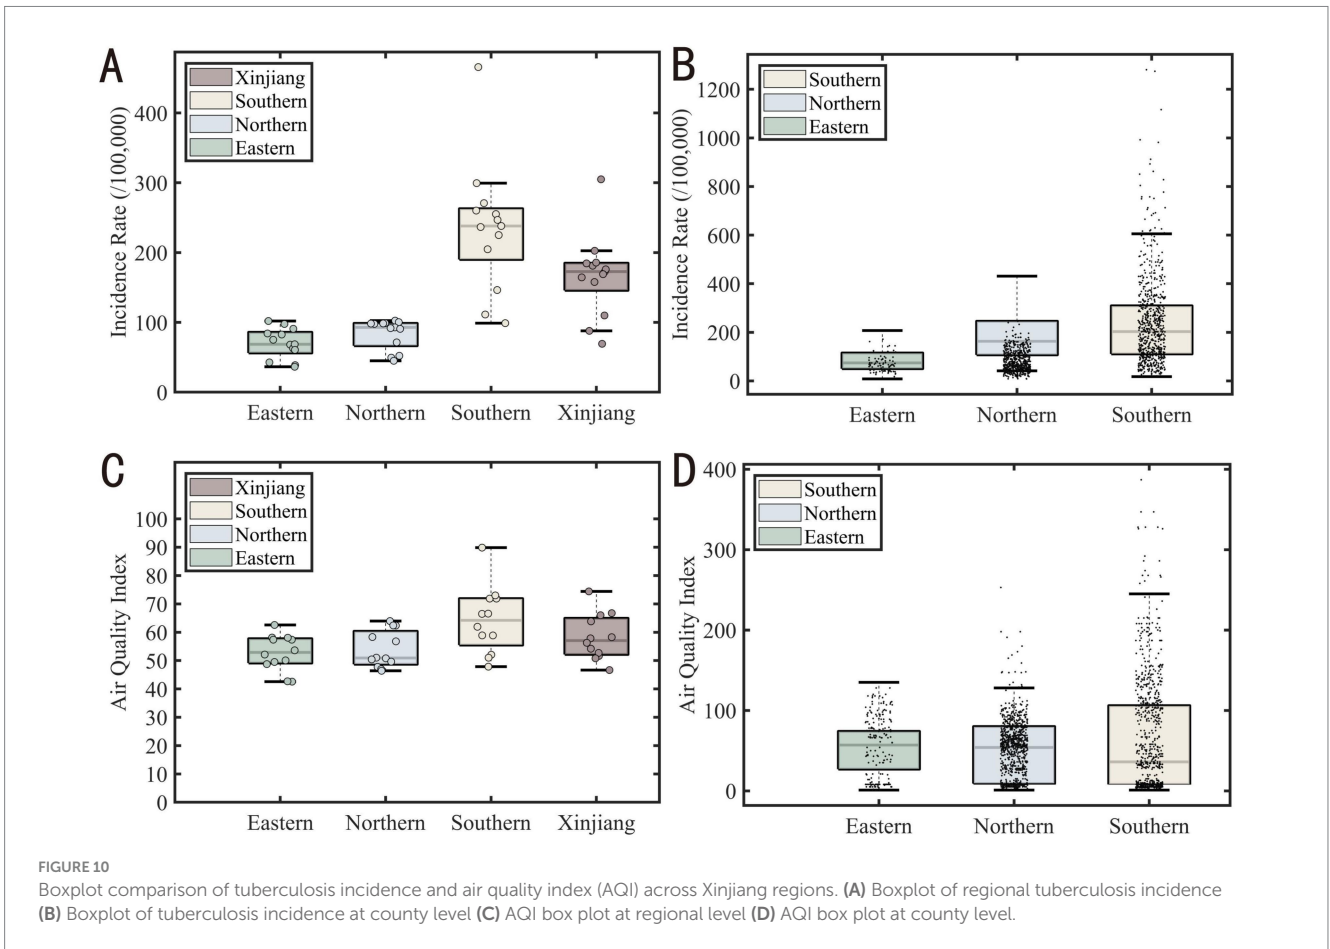 A
Incidence Rate (/100,000)
400
300
200
100
0
Xinjiang
Southern
Northern
Eastern
Eastern Northern Southern Xinjiang
B
Incidence Rate (/100,000)
1200
1000
800
600
400
200
0
Southern
Northern
Eastern
Eastern Northern Southern
C
Air Quality Index
100
90
80
70
60
50
40
30
20
10
0
Xinjiang
Southern
Northern
Eastern
Eastern Northern Southern Xinjiang
D
Air Quality Index
400
300
200
100
0
Southern
Northern
Eastern
Eastern Northern Southern
FIGURE 10
Boxplot comparison of tuberculosis incidence and air quality index (AQI) across Xinjiang regions. (A) Boxplot of regional tuberculosis incidence
(B) Boxplot of tuberculosis incidence at county level (C) AQI box plot at regional level (D) AQI box plot at county level.